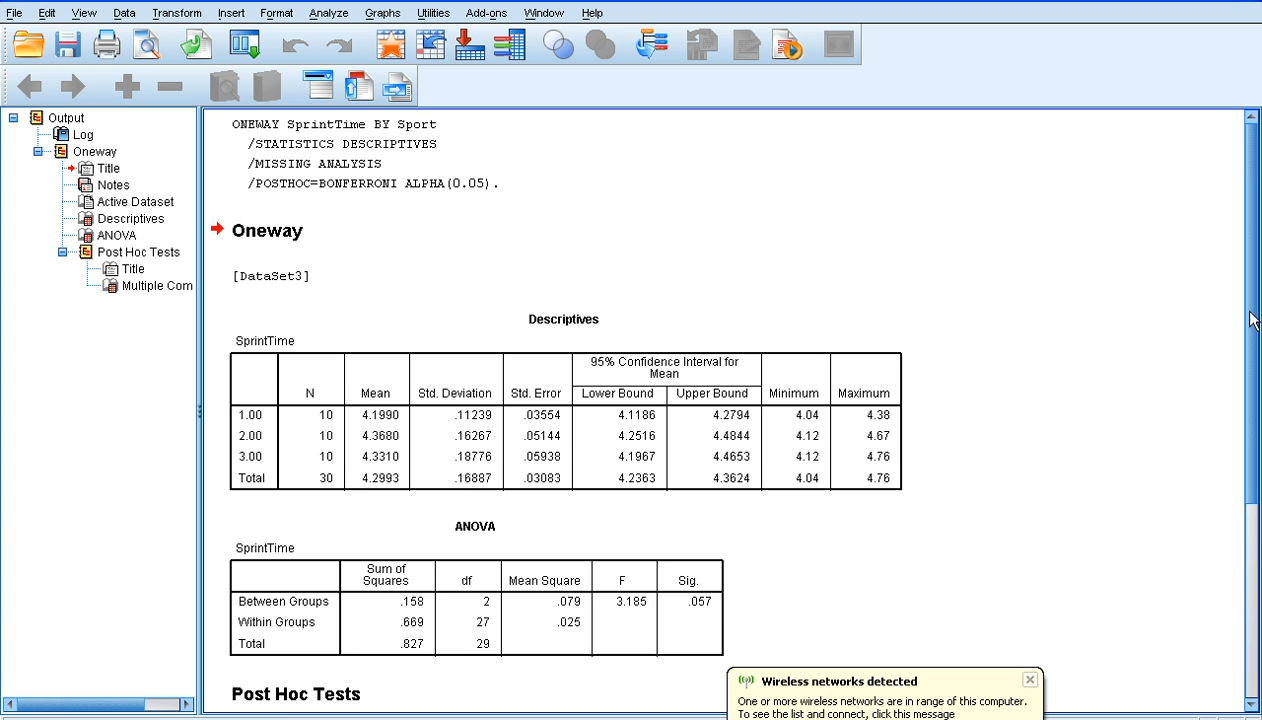 File Edit View Data Transform Insert Format Analyze Graphs Utilities Add-ons Window Help
Output
Log
Oneway
Title
Notes
Active Dataset
Descriptives
ANOVA
Post Hoc Tests
Title
Multiple Com
ONEWAY SprintTime BY Sport
/STATISTICS DESCRIPTIVES
/MISSING ANALYSIS
/POSTHOC=BONFERRONI ALPHA(0.05).
Oneway
[DataSet3]
Descriptives
SprintTime
95% Confidence Interval for Mean
N Mean Std. Deviation Std. Error Lower Bound Upper Bound Minimum Maximum
1.00 10 4.1990 .11239 .03554 4.1186 4.2794 4.04 4.38
2.00 10 4.3680 .16267 .05144 4.2516 4.4844 4.12 4.67
3.00 10 4.3310 .18776 .05938 4.1967 4.4653 4.12 4.76
Total 30 4.2993 .16887 .03083 4.2363 4.3624 4.04 4.76
ANOVA
SprintTime
Sum of Squares df Mean Square F Sig.
Between Groups .158 2 .079 3.185 .057
Within Groups .669 27 .025
Total .827 29
Post Hoc Tests
Wireless networks detected
One or more wireless networks are in range of this computer.
To see the list and connect, click this message